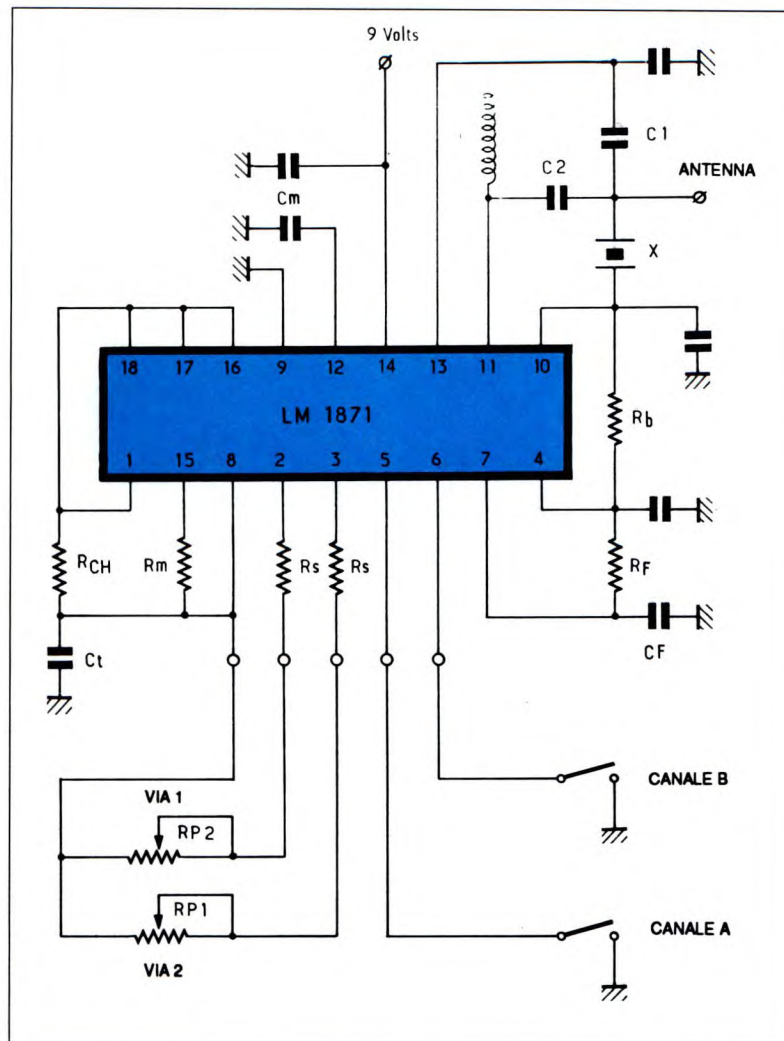 9 Volts
C1
Cm
C2
ANTENNA
X
18 17 16 9 12 14 13 11 10
LM 1871
Rb
1 15 8 2 3 5 6 7 4
RCH
Rm
Rs
Rs
RF
Ct
CF
VIA 1
CANALE B
RP2
RP1
CANALE A
VIA 2